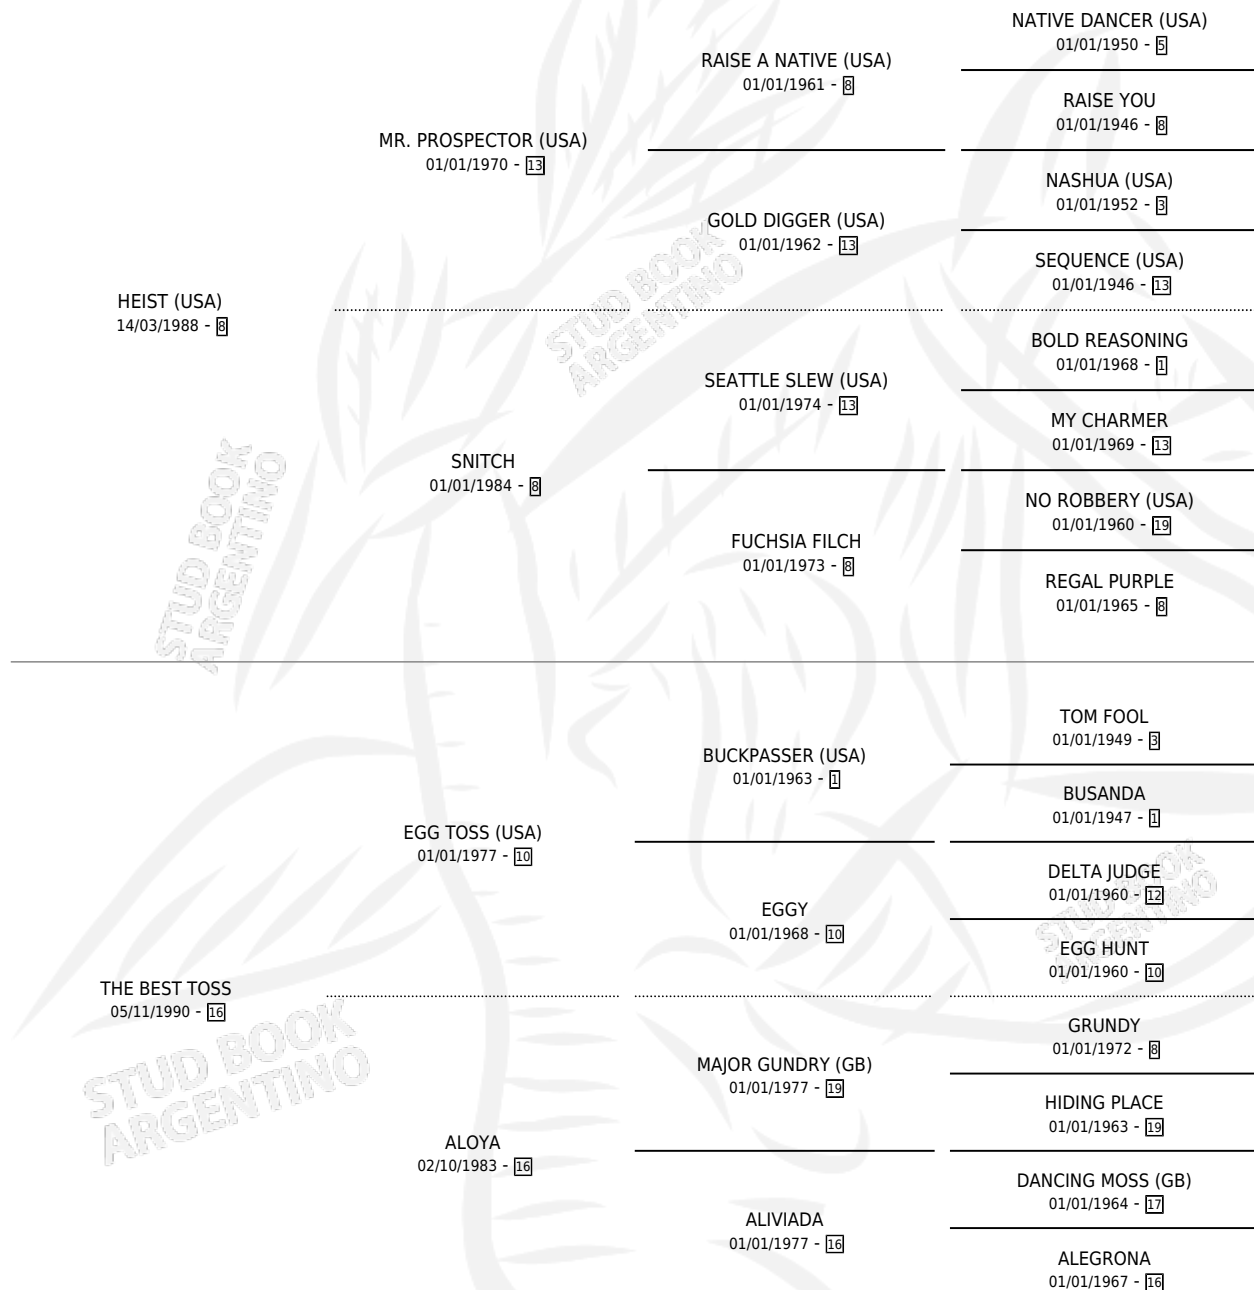 NATIVE DANCER (USA)
01/01/1950 - 5
RAISE A NATIVE (USA)
01/01/1961 - 8
RAISE YOU
01/01/1946 - 8
MR. PROSPECTOR (USA)
01/01/1970 - 13
NASHUA (USA)
01/01/1952 - 3
GOLD DIGGER (USA)
01/01/1962 - 13
SEQUENCE (USA)
01/01/1946 - 13
HEIST (USA)
14/03/1988 - 8
STUD BOOK
ARGENTINO
BOLD REASONING
01/01/1968 - 1
SEATTLE SLEW (USA)
01/01/1974 - 13
MY CHARMER
01/01/1969 - 13
SNITCH
01/01/1984 - 8
NO ROBBERY (USA)
01/01/1960 - 19
FUCHSIA FILCH
01/01/1973 - 8
REGAL PURPLE
01/01/1965 - 8
STUD BOOK
ARGENTINO
TOM FOOL
01/01/1949 - 3
BUCKPASSER (USA)
01/01/1963 - 1
BUSANDA
01/01/1947 - 1
EGG TOSS (USA)
01/01/1977 - 10
DELTA JUDGE
01/01/1960 - 12
EGGY
01/01/1968 - 10
EGG HUNT
01/01/1960 - 10
STUD BOOK
ARGENTINO
THE BEST TOSS
05/11/1990 - 16
GRUNDY
01/01/1972 - 8
MAJOR GUNDRY (GB)
01/01/1977 - 19
HIDING PLACE
01/01/1963 - 19
STUD BOOK
ARGENTINO
ALOYA
02/10/1983 - 16
DANCING MOSS (GB)
01/01/1964 - 17
ALIVIADA
01/01/1977 - 16
ALEGRONA
01/01/1967 - 16